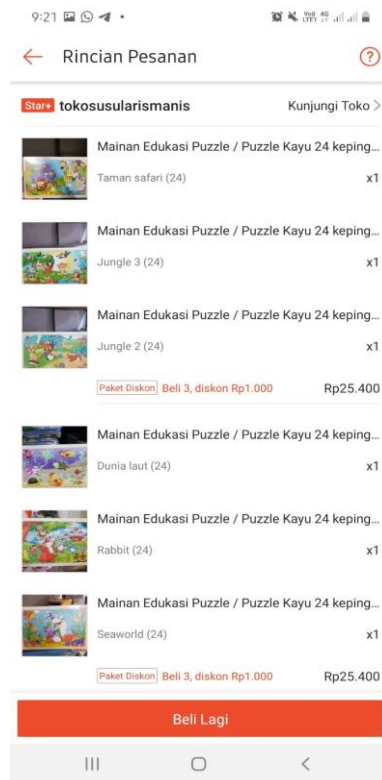 9:21
Rincian Pesanan
Star+ tokosusularismanis Kunjungi Toko >
Mainan Edukasi Puzzle / Puzzle Kayu 24 keping...
Taman safari (24) x1
Mainan Edukasi Puzzle / Puzzle Kayu 24 keping...
Jungle 3 (24) x1
Mainan Edukasi Puzzle / Puzzle Kayu 24 keping...
Jungle 2 (24) x1
Paket Diskon Beli 3, diskon Rp1.000 Rp25.400
Mainan Edukasi Puzzle / Puzzle Kayu 24 keping...
Dunia laut (24) x1
Mainan Edukasi Puzzle / Puzzle Kayu 24 keping...
Rabbit (24) x1
Mainan Edukasi Puzzle / Puzzle Kayu 24 keping...
Seaworld (24) x1
Paket Diskon Beli 3, diskon Rp1.000 Rp25.400
Beli Lagi